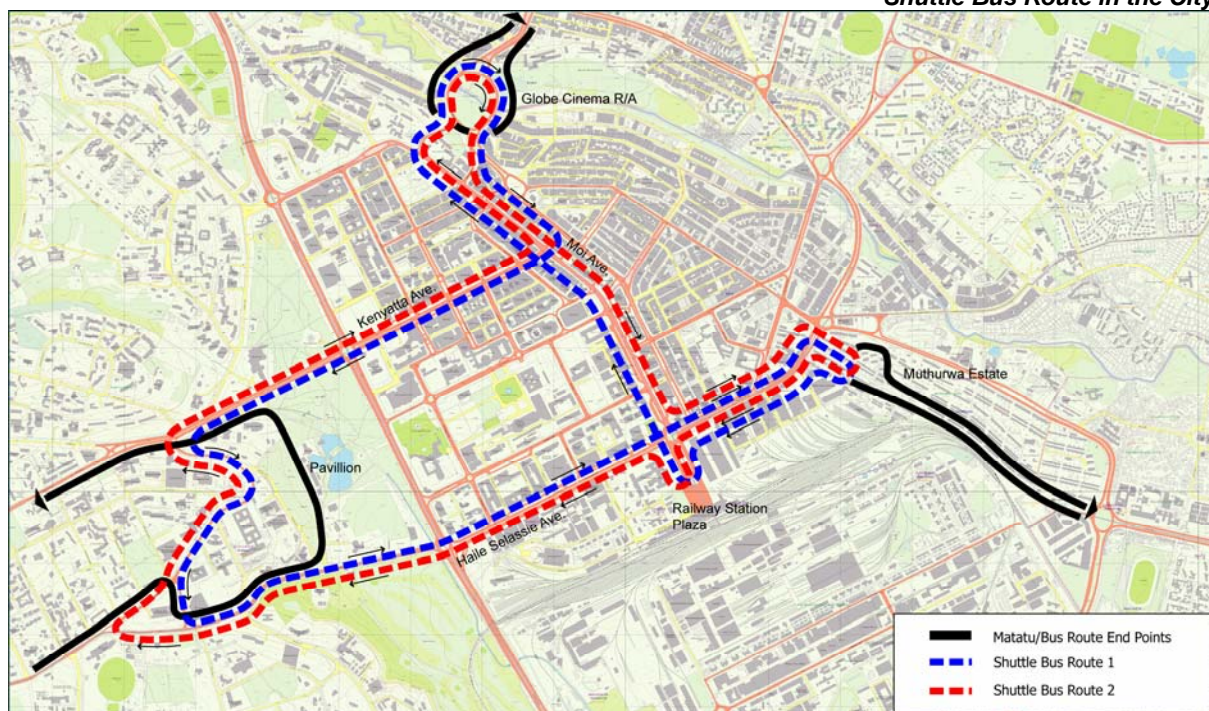 Shuttle Bus Route in the City
Globe Cinema R/A
Moi Ave.
Kenyatta Ave.
Muthurwa Estate
Pavillion
Railway Station
Plaza
Haile Selassie Ave.
Matatu/Bus Route End Points
Shuttle Bus Route 1
Shuttle Bus Route 2